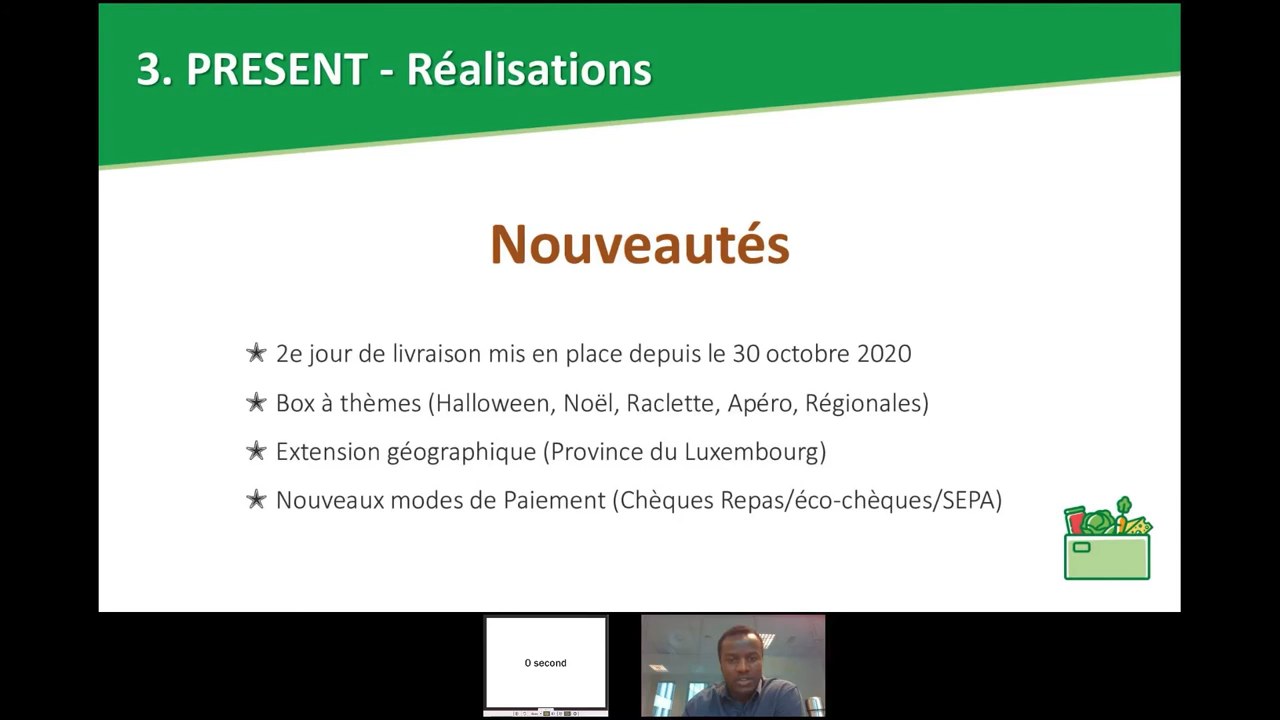 3. PRESENT - Réalisations
Nouveautés
2e jour de livraison mis en place depuis le 30 octobre 2020
Box à thèmes (Halloween, Noël, Raclette, Apéro, Régionales)
Extension géographique (Province du Luxembourg)
Nouveaux modes de Paiement (Chèques Repas/éco-chèques/SEPA)
0 second